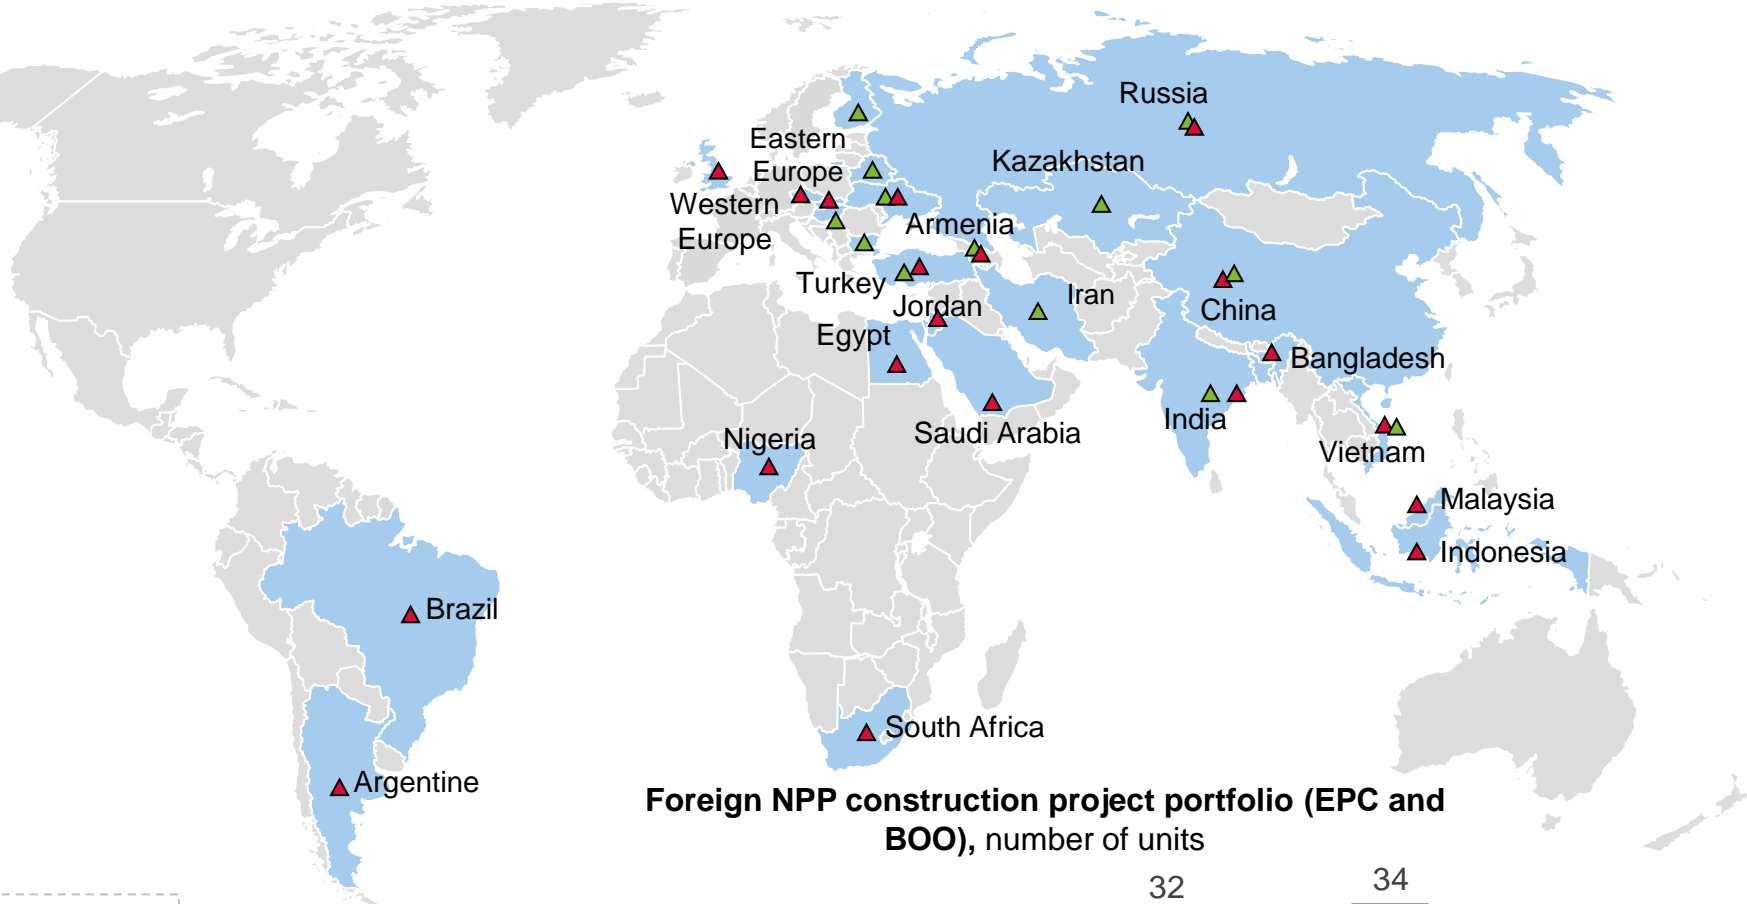 Russia
Eastern
Europe
Kazakhstan
Western
Europe
Armenia
Turkey
Iran
Jordan
China
Egypt
Bangladesh
India
Saudi Arabia
Nigeria
Vietnam
Malaysia
Indonesia
Brazil
South Africa
Argentine
Foreign NPP construction project portfolio (EPC and
BOO), number of units
32
34